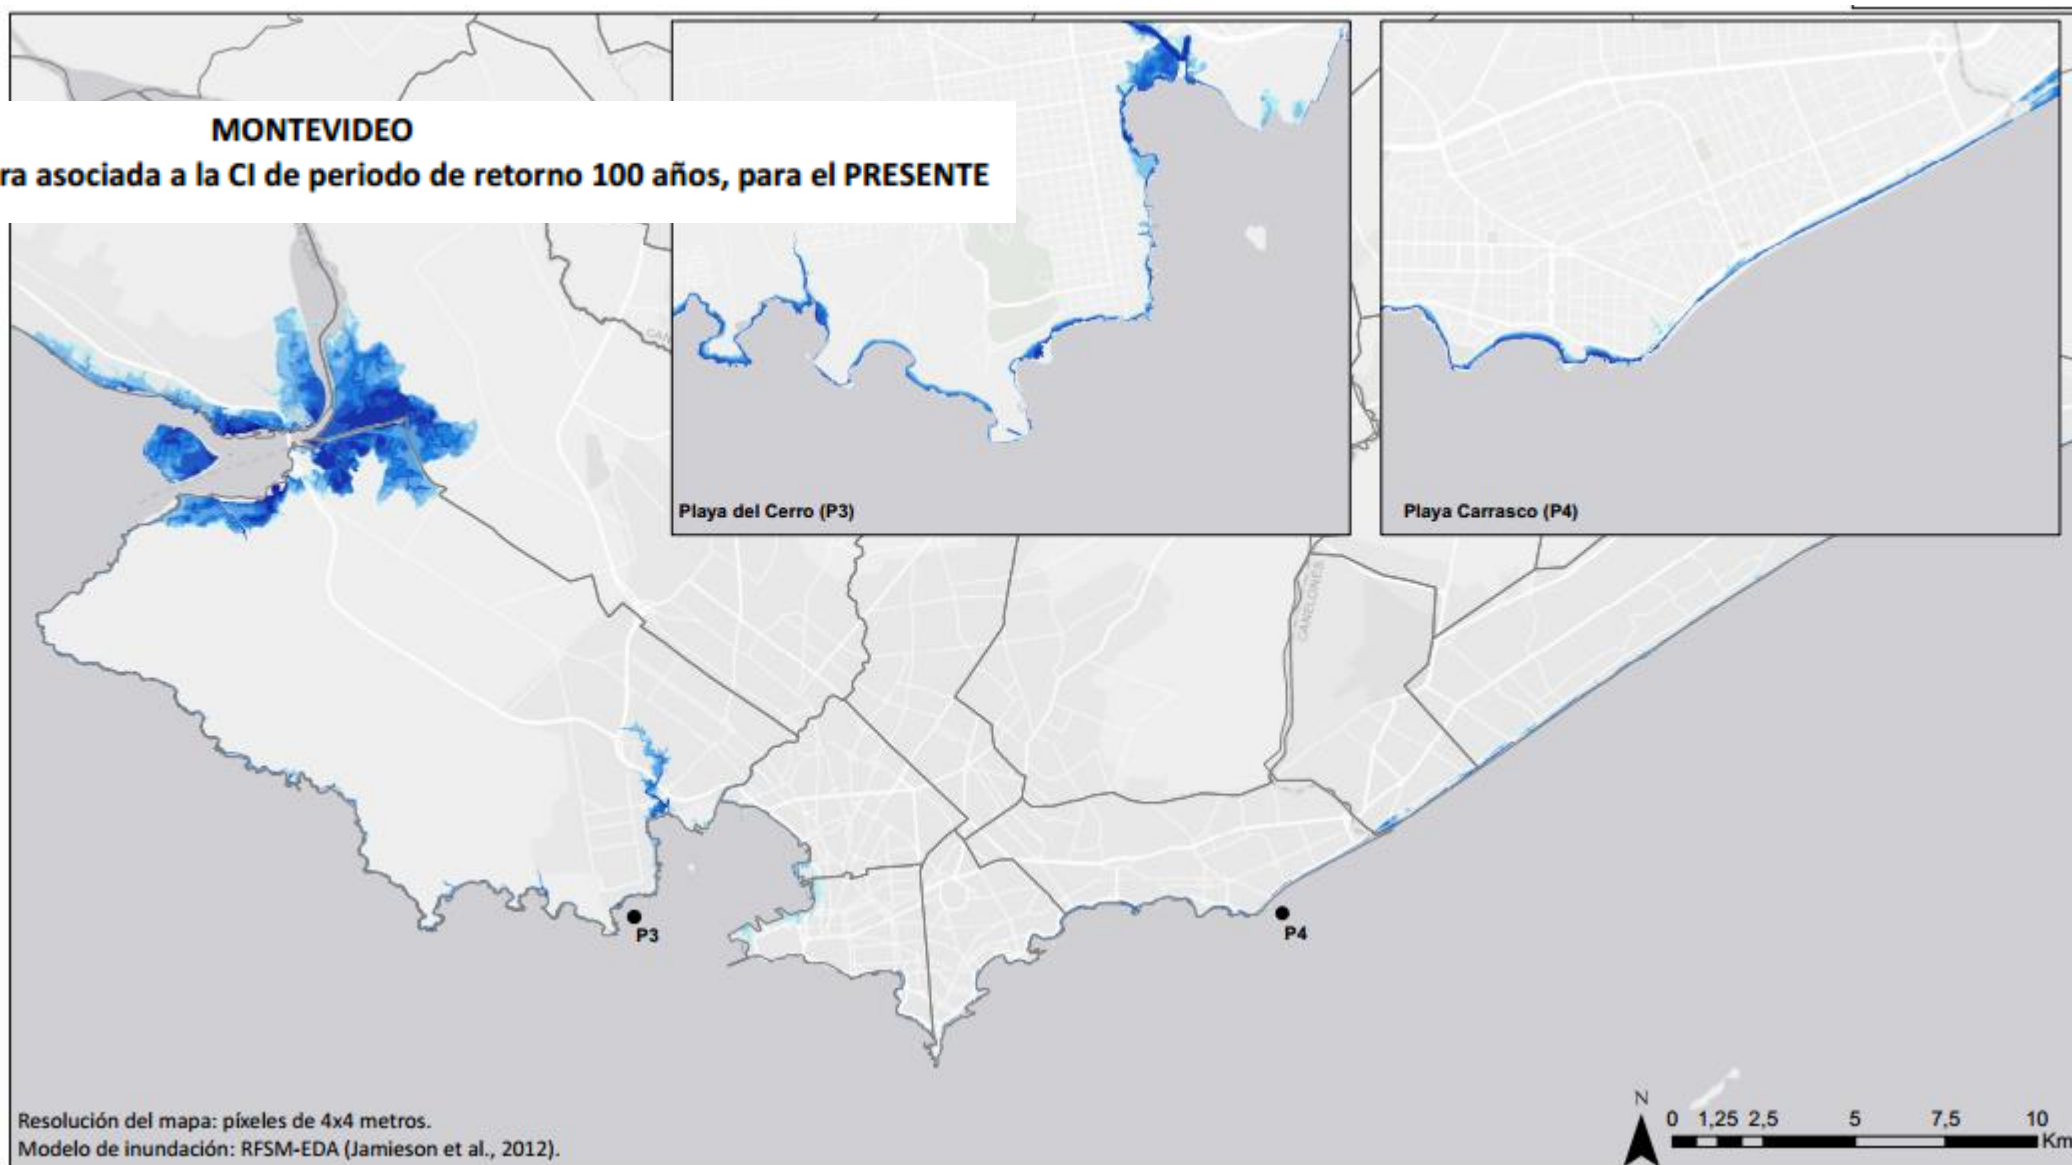 MONTEVIDEO
ra asociada a la CI de periodo de retorno 100 años, para el PRESENTE
Playa del Cerro (P3)
Playa Carrasco (P4)
CANELONES
P3
P4
Resolución del mapa: píxeles de 4x4 metros.
Modelo de inundación: RFSM-EDA (Jamieson et al., 2012).
N
0 1,25 2,5 5 7,5 10
Km